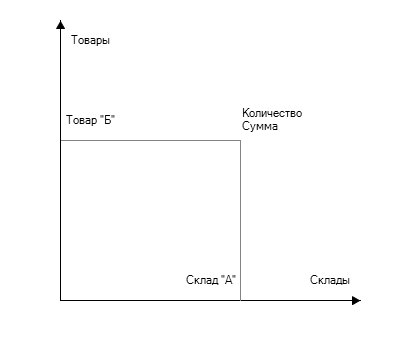 Товары
Товар "Б"
Количество
Сумма
Склад "А"
Склады